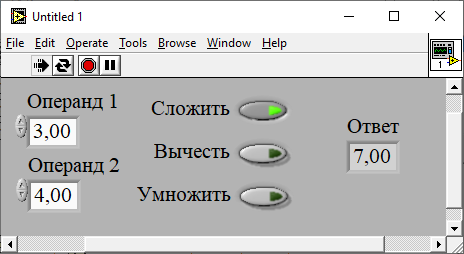 Untitled 1
File Edit Operate Tools Browse Window Help
1
Операнд 1
3,00
Операнд 2
4,00
Сложить
Вычесть
Умножить
Ответ
7,00